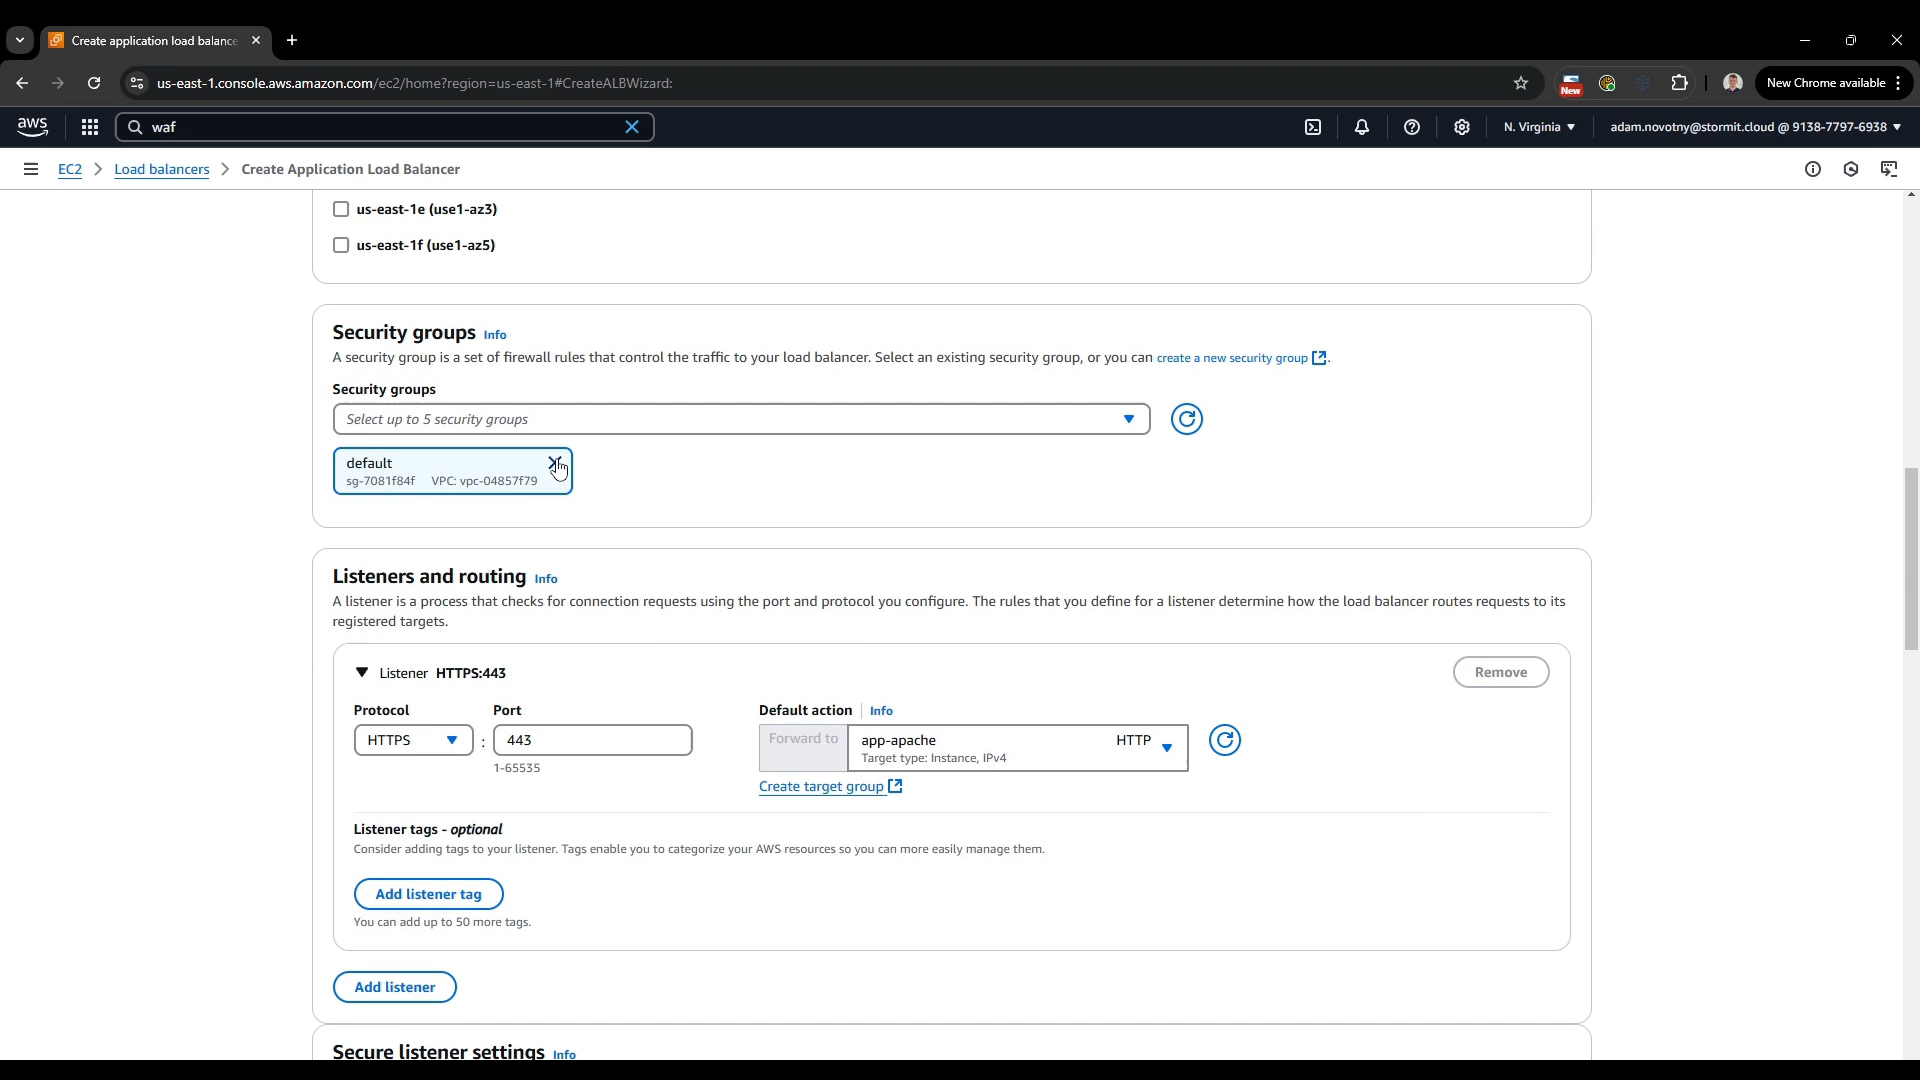 Create application load balance
us-east-1.console.aws.amazon.com/ec2/home?region=us-east-1#CreateALBWizard:
New
New Chrome available
aws
waf
N. Virginia
adam.novotny@stormit.cloud @ 9138-7797-6938
EC2 > Load balancers > Create Application Load Balancer
us-east-1e (use1-az3)
us-east-1f (use1-az5)
Security groups Info
A security group is a set of firewall rules that control the traffic to your load balancer. Select an existing security group, or you can create a new security group.
Security groups
Select up to 5 security groups
default
sg-7081f84f VPC: vpc-04857f79
Listeners and routing Info
A listener is a process that checks for connection requests using the port and protocol you configure. The rules that you define for a listener determine how the load balancer routes requests to its
registered targets.
Listener HTTPS:443
Remove
Protocol Port Default action Info
HTTPS : 443 Forward to app-apache HTTP
Target type: Instance, IPv4
1-65535
Create target group
Listener tags - optional
Consider adding tags to your listener. Tags enable you to categorize your AWS resources so you can more easily manage them.
Add listener tag
You can add up to 50 more tags.
Add listener
Secure listener settings Info